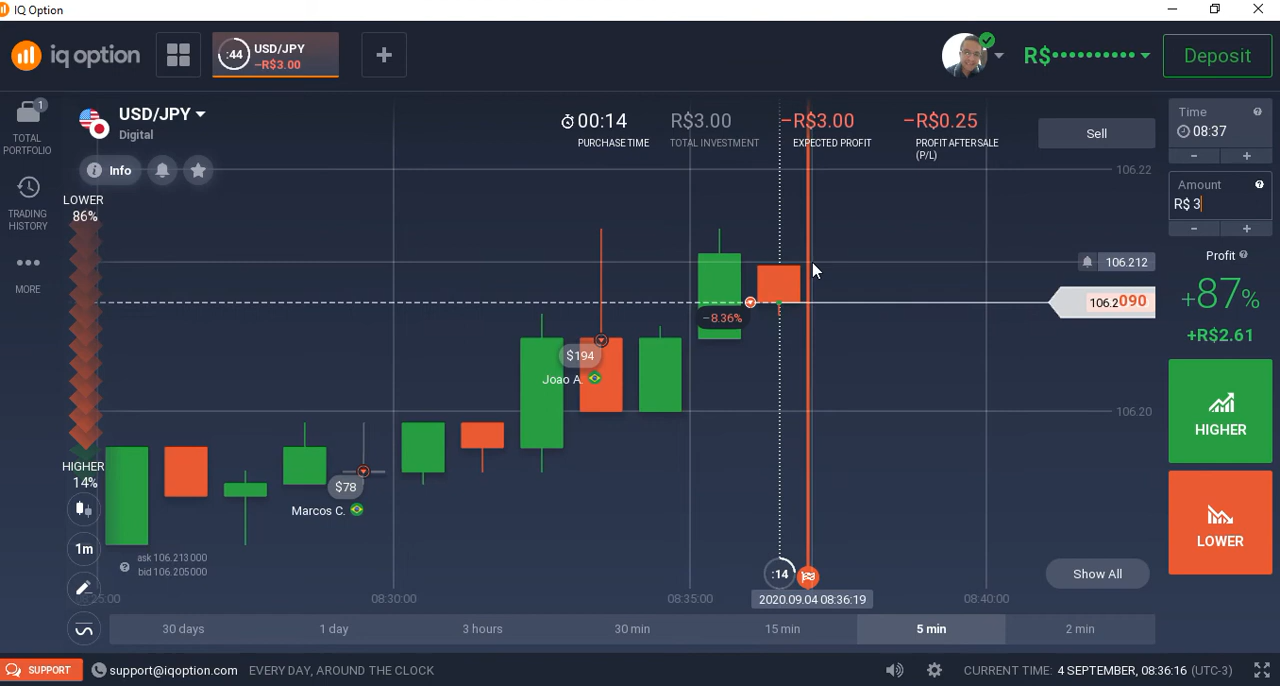 IQ Option
iq option
:44
USD/JPY
−R$3.00
R$••••••••••
Deposit
1
TOTAL
PORTFOLIO
TRADING
HISTORY
MORE
USD/JPY
Digital
Info
LOWER
86%
HIGHER
14%
1m
00:14
PURCHASE TIME
R$3.00
TOTAL INVESTMENT
−R$3.00
EXPECTED PROFIT
−R$0.25
PROFIT AFTER SALE
(P/L)
Sell
106.22
106.212
106.2090
106.20
−8.36%
$194
Joao A.
$78
Marcos C.
ask 106.213000
bid 106.205000
:14
Show All
08:30:00
08:35:00
2020.09.04 08:36:19
08:40:00
30 days
1 day
3 hours
30 min
15 min
5 min
2 min
Time
08:37
-
+
Amount
R$ 3
-
+
Profit
+87%
+R$2.61
HIGHER
LOWER
SUPPORT
support@iqoption.com
EVERY DAY, AROUND THE CLOCK
CURRENT TIME: 4 SEPTEMBER, 08:36:16 (UTC-3)